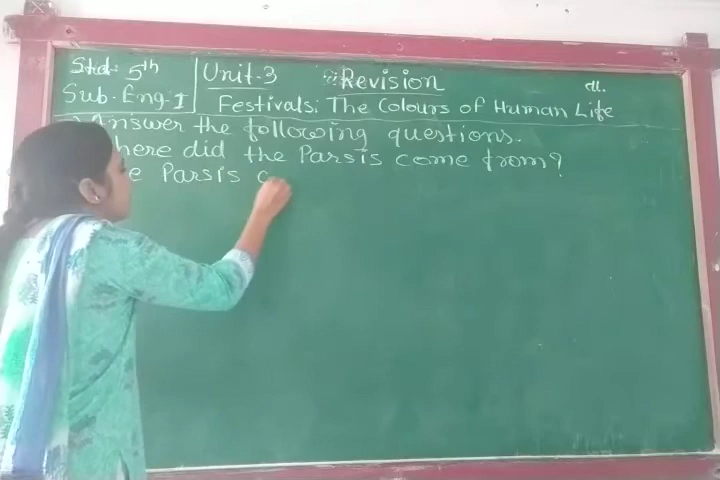 Std: 5th
Sub. Eng-I
Unit-3 Revision
dt.
Festivals: The Colours of Human Life
Answer the following questions.
here did the Parsis come from?
e Parsis c